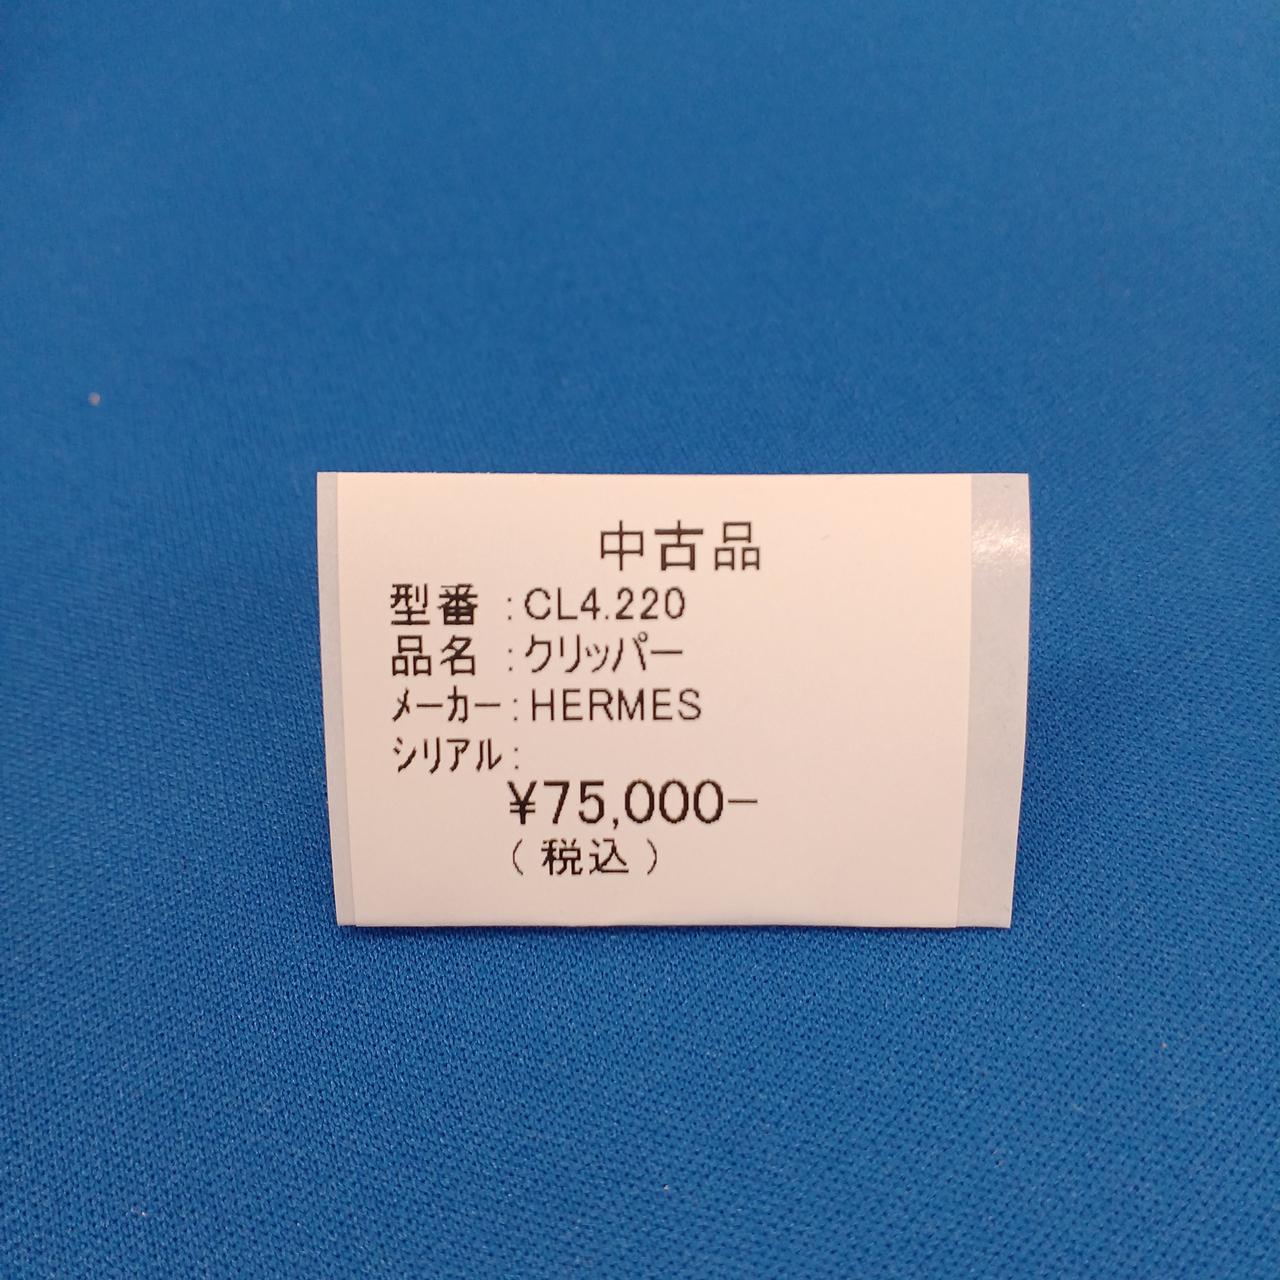 中古品
型番 :CL4.220
品名 :クリッパー
ﾒｰｶｰ:HERMES
ｼﾘｱﾙ:
¥75,000-
(税込)